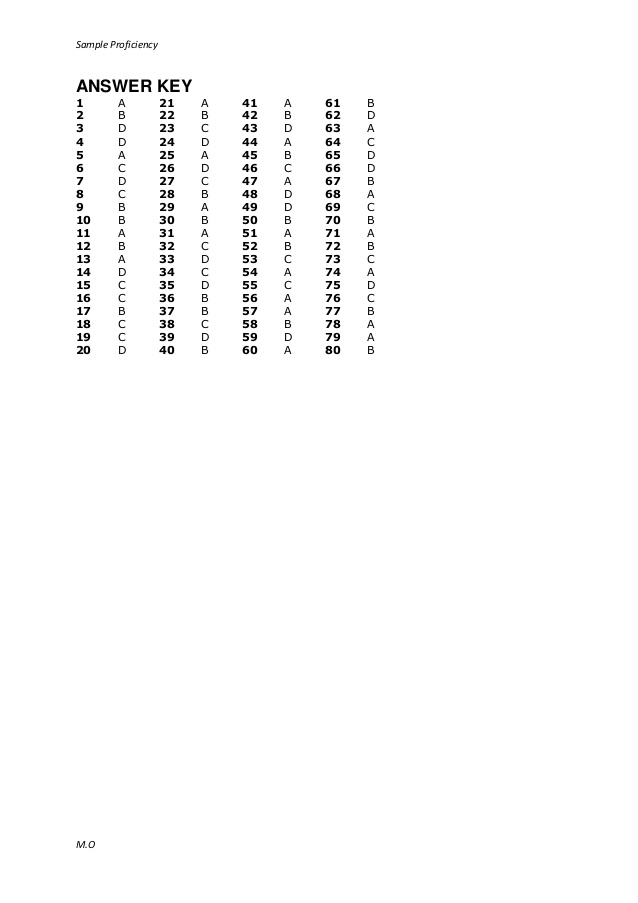 Sample Proficiency
ANSWER KEY
1 A 21 A 41 A 61 B
2 B 22 B 42 B 62 D
3 D 23 C 43 D 63 A
4 D 24 D 44 A 64 C
5 A 25 A 45 B 65 D
6 C 26 D 46 C 66 D
7 D 27 C 47 A 67 B
8 C 28 B 48 D 68 A
9 B 29 A 49 D 69 C
10 B 30 B 50 B 70 B
11 A 31 A 51 A 71 A
12 B 32 C 52 B 72 B
13 A 33 D 53 C 73 C
14 D 34 C 54 A 74 A
15 C 35 D 55 C 75 D
16 C 36 B 56 A 76 C
17 B 37 B 57 A 77 B
18 C 38 C 58 B 78 A
19 C 39 D 59 D 79 A
20 D 40 B 60 A 80 B
M.O